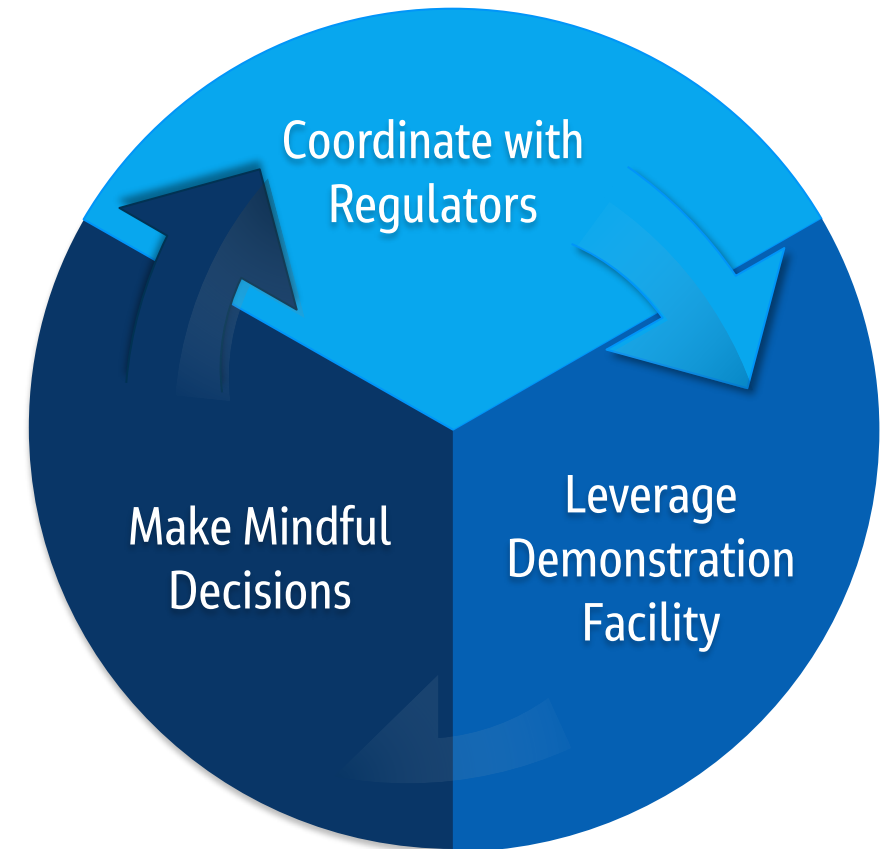 Coordinate with
Regulators
Leverage
Demonstration
Facility
Make Mindful
Decisions